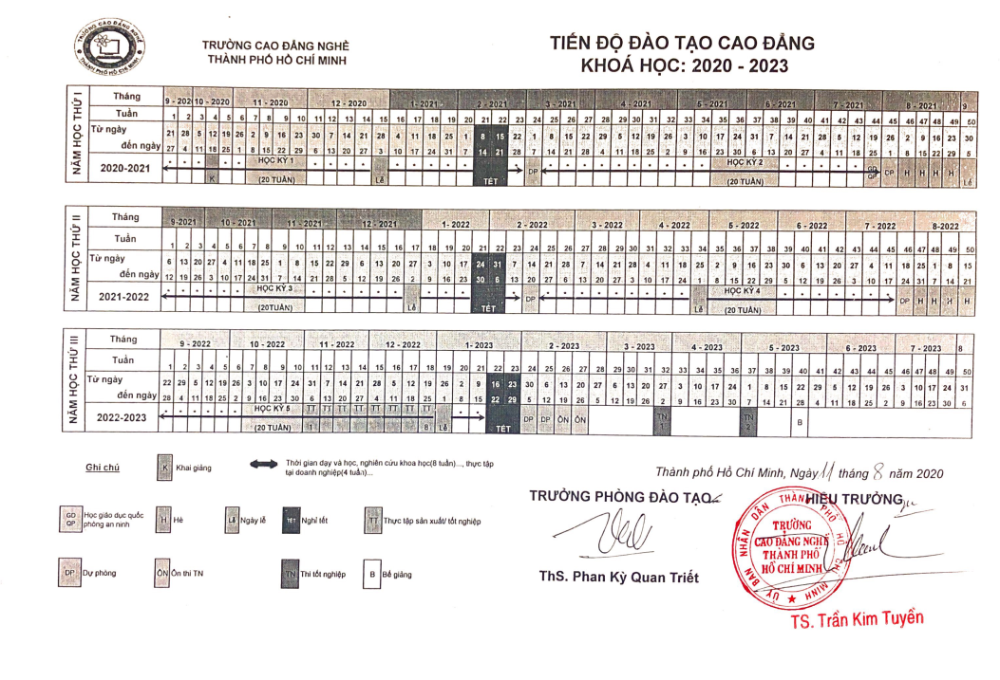 TRƯỜNG CAO ĐẲNG NGHỀ
THÀNH PHỐ HỒ CHÍ MINH
TRƯỜNG CAO ĐẲNG NGHỀ
THÀNH PHỐ HỒ CHÍ MINH
TIẾN ĐỘ ĐÀO TẠO CAO ĐẲNG
KHOÁ HỌC: 2020 - 2023
NĂM HỌC THỨ I
Tháng 9 - 2020 10 - 2020 11 - 2020 12 - 2020 1 - 2021 2 - 2021 3 - 2021 4 - 2021 5 - 2021 6 - 2021 7 - 2021 8 - 2021 9
Tuần 1 2 3 4 5 6 7 8 9 10 11 12 13 14 15 16 17 18 19 20 21 22 23 24 25 26 27 28 29 30 31 32 33 34 35 36 37 38 39 40 41 42 43 44 45 46 47 48 49 50
Từ ngày 21 28 5 12 19 26 2 9 16 23 30 7 14 21 28 4 11 18 25 1 8 15 22 1 8 15 22 29 5 12 19 26 3 10 17 24 31 7 14 21 28 5 12 19 26 2 9 16 23 30
đến ngày 27 4 11 18 25 1 8 15 22 29 6 13 20 27 3 10 17 24 31 7 14 21 28 7 14 21 28 4 11 18 25 2 9 16 23 30 6 13 20 27 4 11 18 25 1 8 15 22 29 5
2020-2021 K HỌC KỲ 1 (20 TUẦN) Lễ TẾT DP HỌC KỲ 2 (20 TUẦN) GD QP DP H H H H Lễ
NĂM HỌC THỨ II
Tháng 9-2021 10 - 2021 11 - 2021 12 - 2021 1- 2022 2 - 2022 3 - 2022 4 - 2022 5 - 2022 6 - 2022 7 - 2022 8-2022
Tuần 1 2 3 4 5 6 7 8 9 10 11 12 13 14 15 16 17 18 19 20 21 22 23 24 25 26 27 28 29 30 31 32 33 34 35 36 37 38 39 40 41 42 43 44 45 46 47 48 49 50
Từ ngày 6 13 20 27 4 11 18 25 1 8 15 22 29 6 13 20 27 3 10 17 24 31 7 14 21 28 7 14 21 28 4 11 18 25 2 9 16 23 30 6 13 20 27 4 11 18 25 1 8 15
đến ngày 12 19 26 3 10 17 24 31 7 14 21 28 5 12 19 26 2 9 16 23 30 6 13 20 27 6 13 20 27 3 10 17 24 1 8 15 22 29 5 12 19 26 3 10 17 24 31 7 14 21
2021-2022 HỌC KỲ 3 (20TUẦN) Lễ TẾT DP Lễ HỌC KỲ 4 (20TUẦN) DP H H H H
NĂM HỌC THỨ III
Tháng 9 - 2022 10 - 2022 11 - 2022 12 - 2022 1- 2023 2 - 2023 3 - 2023 4 - 2023 5 - 2023 6 - 2023 7 - 2023 8
Tuần 1 2 3 4 5 6 7 8 9 10 11 12 13 14 15 16 17 18 19 20 21 22 23 24 25 26 27 28 29 30 31 32 33 34 35 36 37 38 39 40 41 42 43 44 45 46 47 48 49 50
Từ ngày 22 29 5 12 19 26 3 10 17 24 31 7 14 21 28 5 12 19 26 2 9 16 23 30 6 13 20 27 6 13 20 27 3 10 17 24 1 8 15 22 29 5 12 19 26 3 10 17 24 31
đến ngày 28 4 11 18 25 2 9 16 23 30 6 13 20 27 4 11 18 25 1 8 15 22 29 5 12 19 26 5 12 19 26 2 9 16 23 30 7 14 21 28 4 11 18 25 2 9 16 23 30 6
2022-2023 HỌC KỲ 5 (20 TUẦN) TT TT TT TT TT TT TT TT 1 8 Lễ TẾT DP DP ÔN ÔN TN 1 TN 2 B
Ghi chú
K Khai giảng
Thời gian dạy và học, nghiên cứu khoa học(8 tuần)..., thực tập
tại doanh nghiệp(4 tuần)...
GD QP Học giáo dục quốc
phòng an ninh
H Hè
Lễ Ngày lễ
TẾT Nghỉ tết
TT Thực tập sản xuất/ tốt nghiệp
DP Dự phòng
ÔN Ôn thi TN
TN Thi tốt nghiệp
B Bế giảng
Thành phố Hồ Chí Minh, Ngày 11 tháng 8 năm 2020
TRƯỞNG PHÒNG ĐÀO TẠO
HIỆU TRƯỞNG
ThS. Phan Kỳ Quan Triết
ỦY BAN NHÂN DÂN THÀNH PHỐ HỒ CHÍ MINH
TRƯỜNG
CAO ĐẲNG NGHỀ
THÀNH PHỐ
HỒ CHÍ MINH
TS. Trần Kim Tuyền